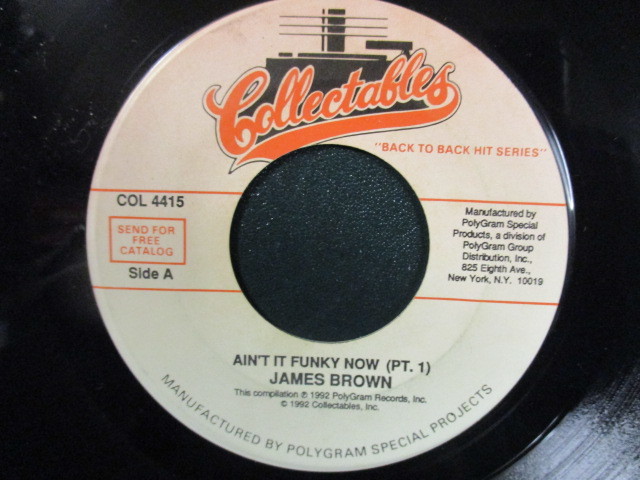 Collectables
"BACK TO BACK HIT SERIES"
COL 4415
SEND FOR
FREE
CATALOG
Side A
Manufactured by
PolyGram Special
Products, a division of
PolyGram Group
Distribution, Inc.,
825 Eighth Ave.,
New York, N.Y. 10019
AIN'T IT FUNKY NOW (PT. 1)
JAMES BROWN
This compilation ℗ 1992 PolyGram Records, Inc.
© 1992 Collectables, Inc.
MANUFACTURED BY POLYGRAM SPECIAL PROJECTS